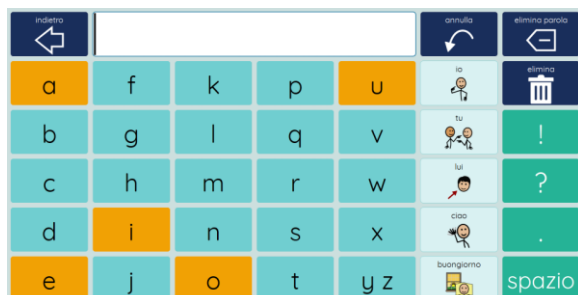 indietro annulla elimina parola
a f k p u io elimina
b g l q v tu !
c h m r w lui ?
d i n s x ciao .
e j o t y z buongiorno spazio